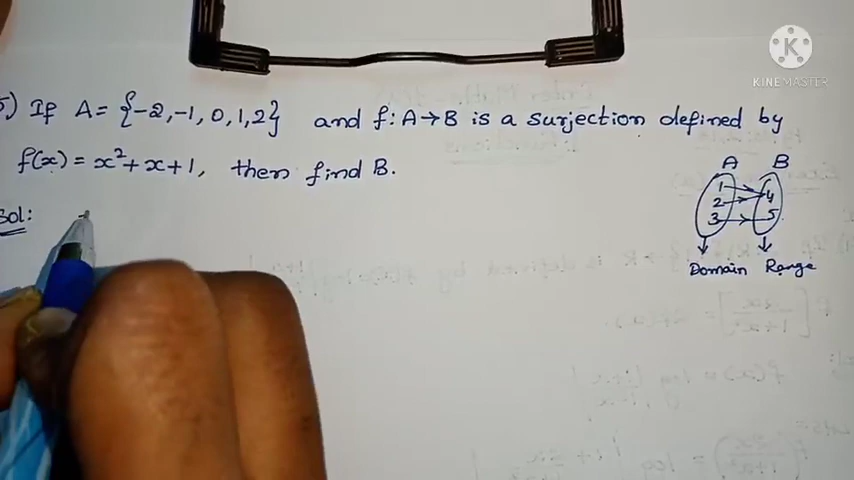 5.) If A = {-2, -1, 0, 1, 2} and f: A→B is a surjection defined by
f(x) = x² + x + 1, then find B.
Sol:
A B
1 4
2 5
3
Domain Range
K
KINEMASTER